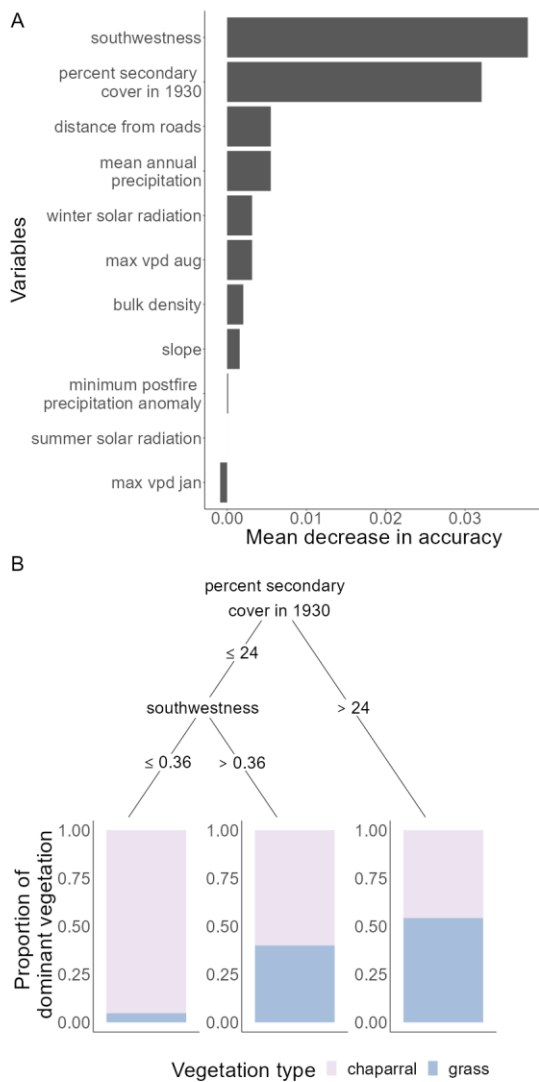 A
Variables
southwestness
percent secondary
cover in 1930
distance from roads
mean annual
precipitation
winter solar radiation
max vpd aug
bulk density
slope
minimum postfire
precipitation anomaly
summer solar radiation
max vpd jan
0.00 0.01 0.02 0.03
Mean decrease in accuracy
B
percent secondary
cover in 1930
≤ 24
> 24
southwestness
≤ 0.36 > 0.36
Proportion of
dominant vegetation
1.00 1.00 1.00
0.75 0.75 0.75
0.50 0.50 0.50
0.25 0.25 0.25
0.00 0.00 0.00
Vegetation type chaparral grass